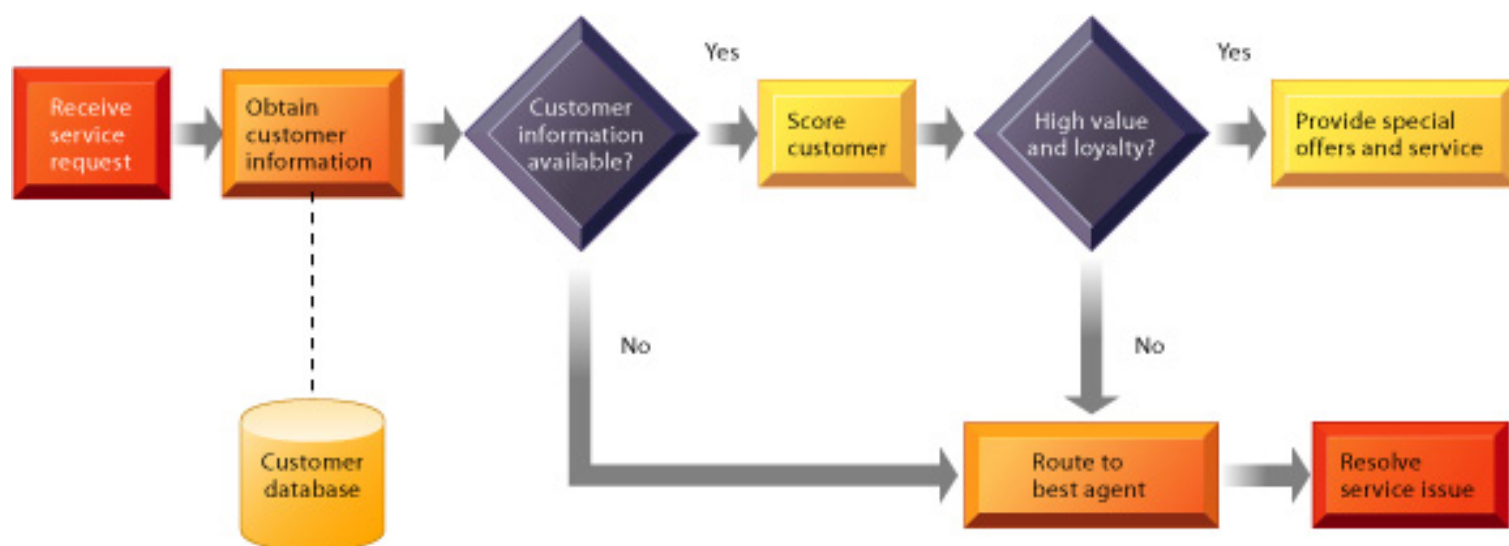 Receive
service
request
Obtain
customer
information
Customer
information
available?
Yes
Score
customer
High value
and loyalty?
Yes
Provide special
offers and service
No
No
Customer
database
Route to
best agent
Resolve
service issue